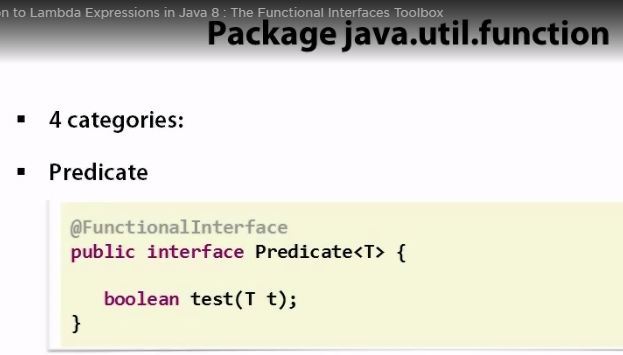 n to Lambda Expressions in Java 8 : The Functional Interfaces Toolbox
Package java.util.function
▪ 4 categories:
▪ Predicate
@FunctionalInterface
public interface Predicate<T> {
boolean test(T t);
}